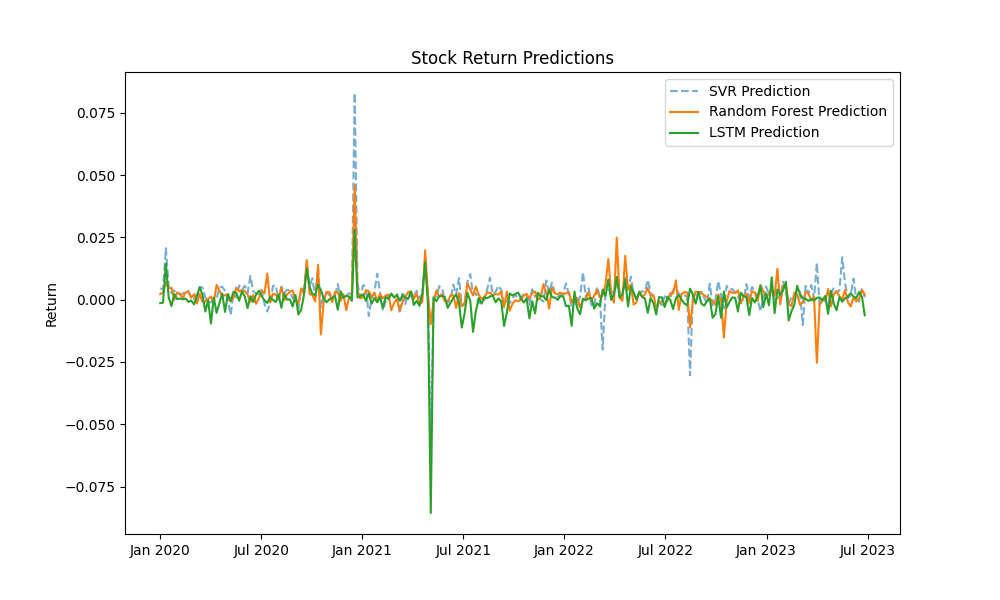 Stock Return Predictions
SVR Prediction
Random Forest Prediction
LSTM Prediction
Return
0.075
0.050
0.025
0.000
−0.025
−0.050
−0.075
Jan 2020
Jul 2020
Jan 2021
Jul 2021
Jan 2022
Jul 2022
Jan 2023
Jul 2023